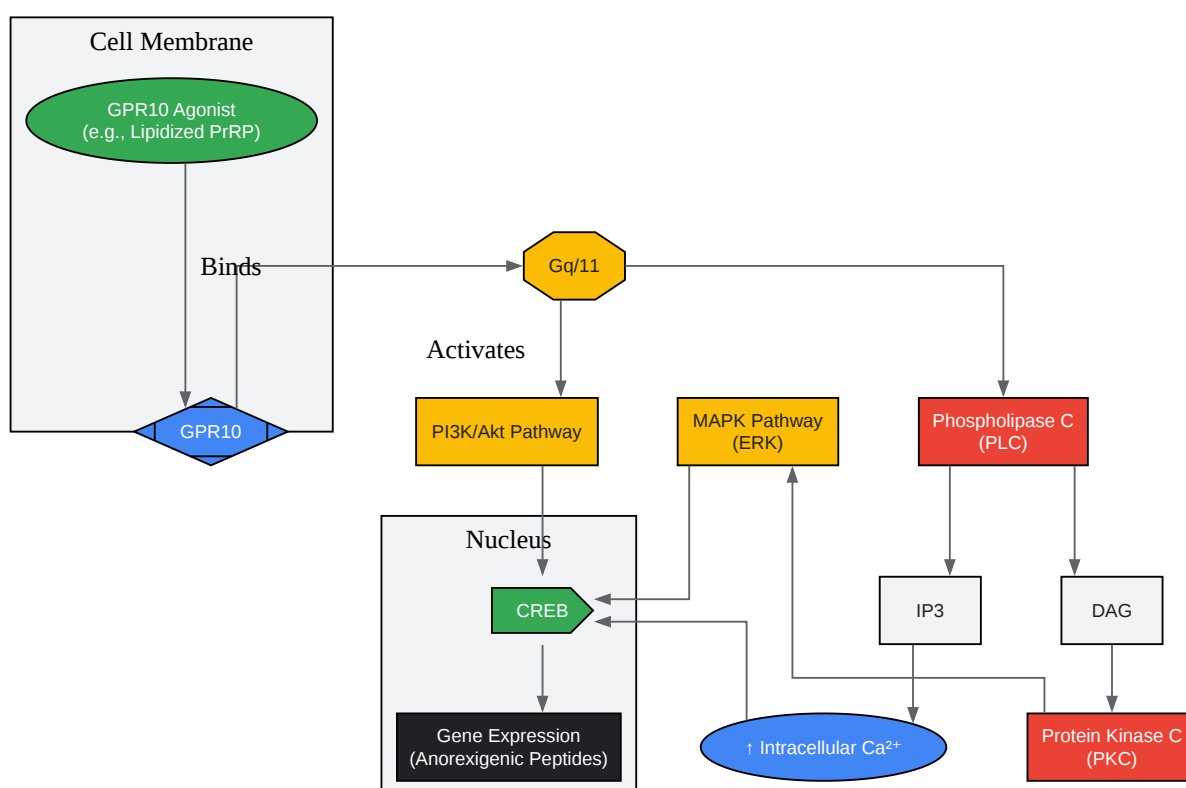 Cell Membrane
GPR10 Agonist
(e.g., Lipidized PrRP)
Binds
Gq/11
Activates
GPR10
PI3K/Akt Pathway
MAPK Pathway
(ERK)
Phospholipase C
(PLC)
Nucleus
CREB
IP3
DAG
Gene Expression
(Anorexigenic Peptides)
↑ Intracellular Ca²⁺
Protein Kinase C
(PKC)